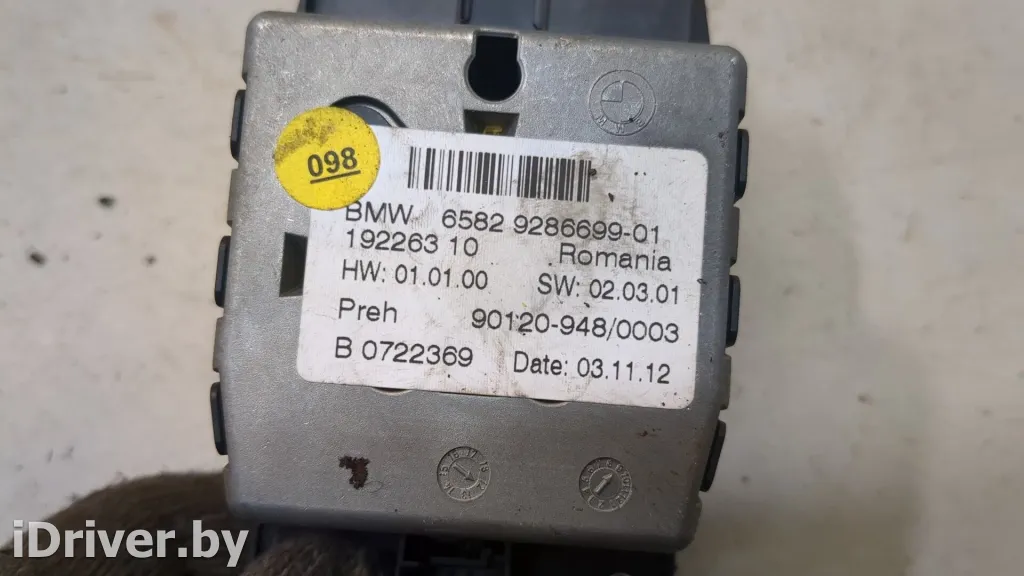 098
BMW 6582 9286699-01
192263 10 Romania
HW: 01.01.00 SW: 02.03.01
Preh 90120-948/0003
B 0722369 Date: 03.11.12
iDriver.by